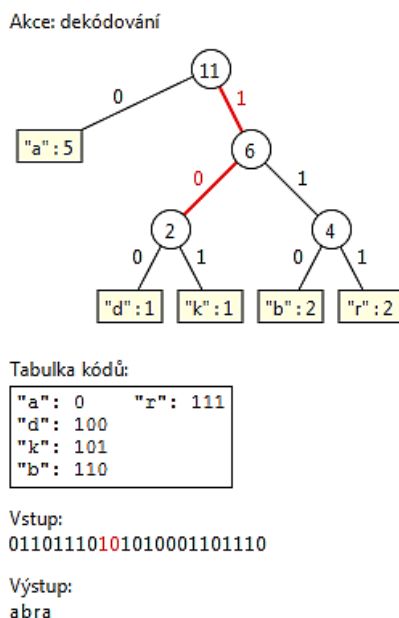 Akce: dekódování
11
0
1
"a":5
6
0
1
2
4
0
1
0
1
"d":1
"k":1
"b":2
"r":2
Tabulka kódů:
"a": 0 "r": 111
"d": 100
"k": 101
"b": 110
Vstup:
01101110101010001101110
Výstup:
abra